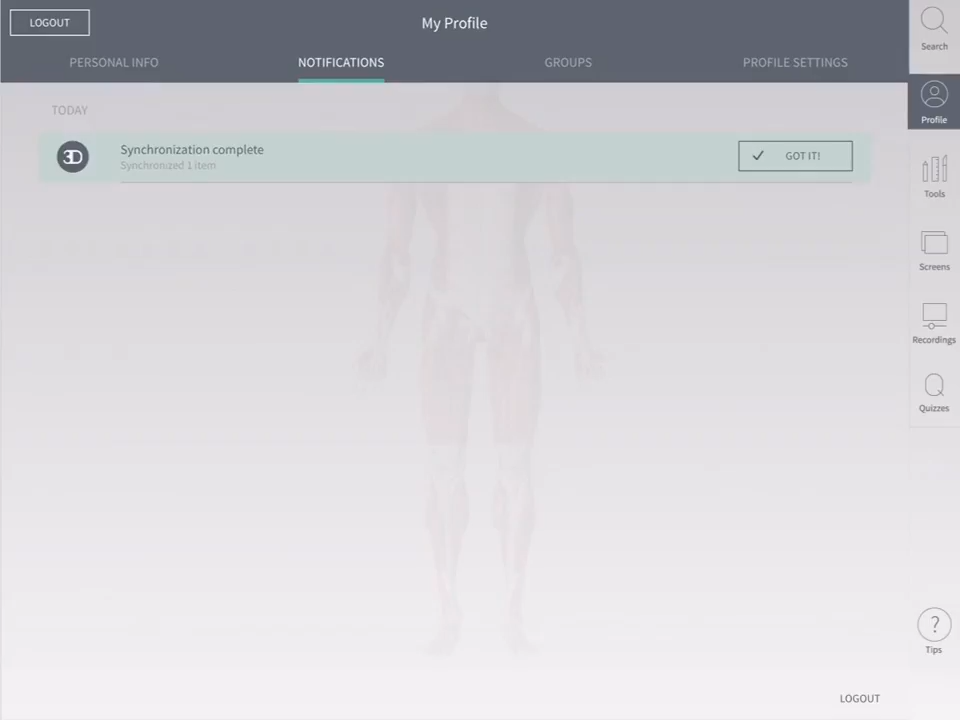 LOGOUT
My Profile
PERSONAL INFO
NOTIFICATIONS
GROUPS
PROFILE SETTINGS
TODAY
3D
Synchronization complete
Synchronized 1 item
GOT IT!
Search
Profile
Tools
Screens
Recordings
Q
Quizzes
?
Tips
LOGOUT